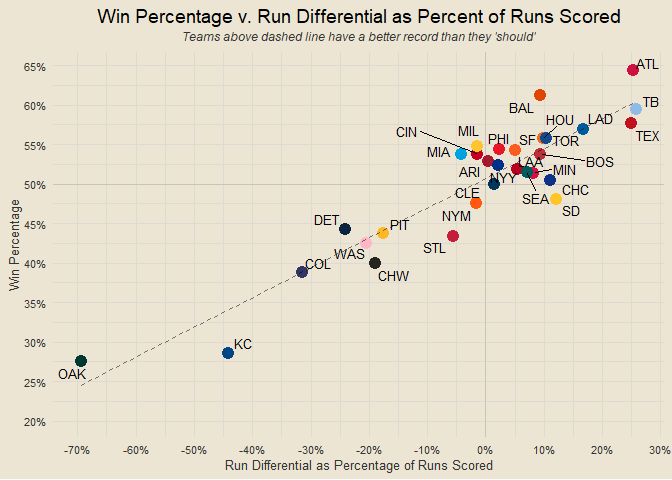 Win Percentage v. Run Differential as Percent of Runs Scored
Teams above dashed line have a better record than they 'should'
65%
60%
55%
50%
45%
40%
35%
30%
25%
20%
Win Percentage
ATL
TB
BAL
HOU
LAD
TEX
CIN
MIL
PHI
SF
TOR
MIA
LAA
BOS
ARI
NYY
MIN
CLE
SEA
CHC
NYM
SD
DET
PIT
STL
WAS
COL
CHW
KC
OAK
-70%
-60%
-50%
-40%
-30%
-20%
-10%
0%
10%
20%
30%
Run Differential as Percentage of Runs Scored